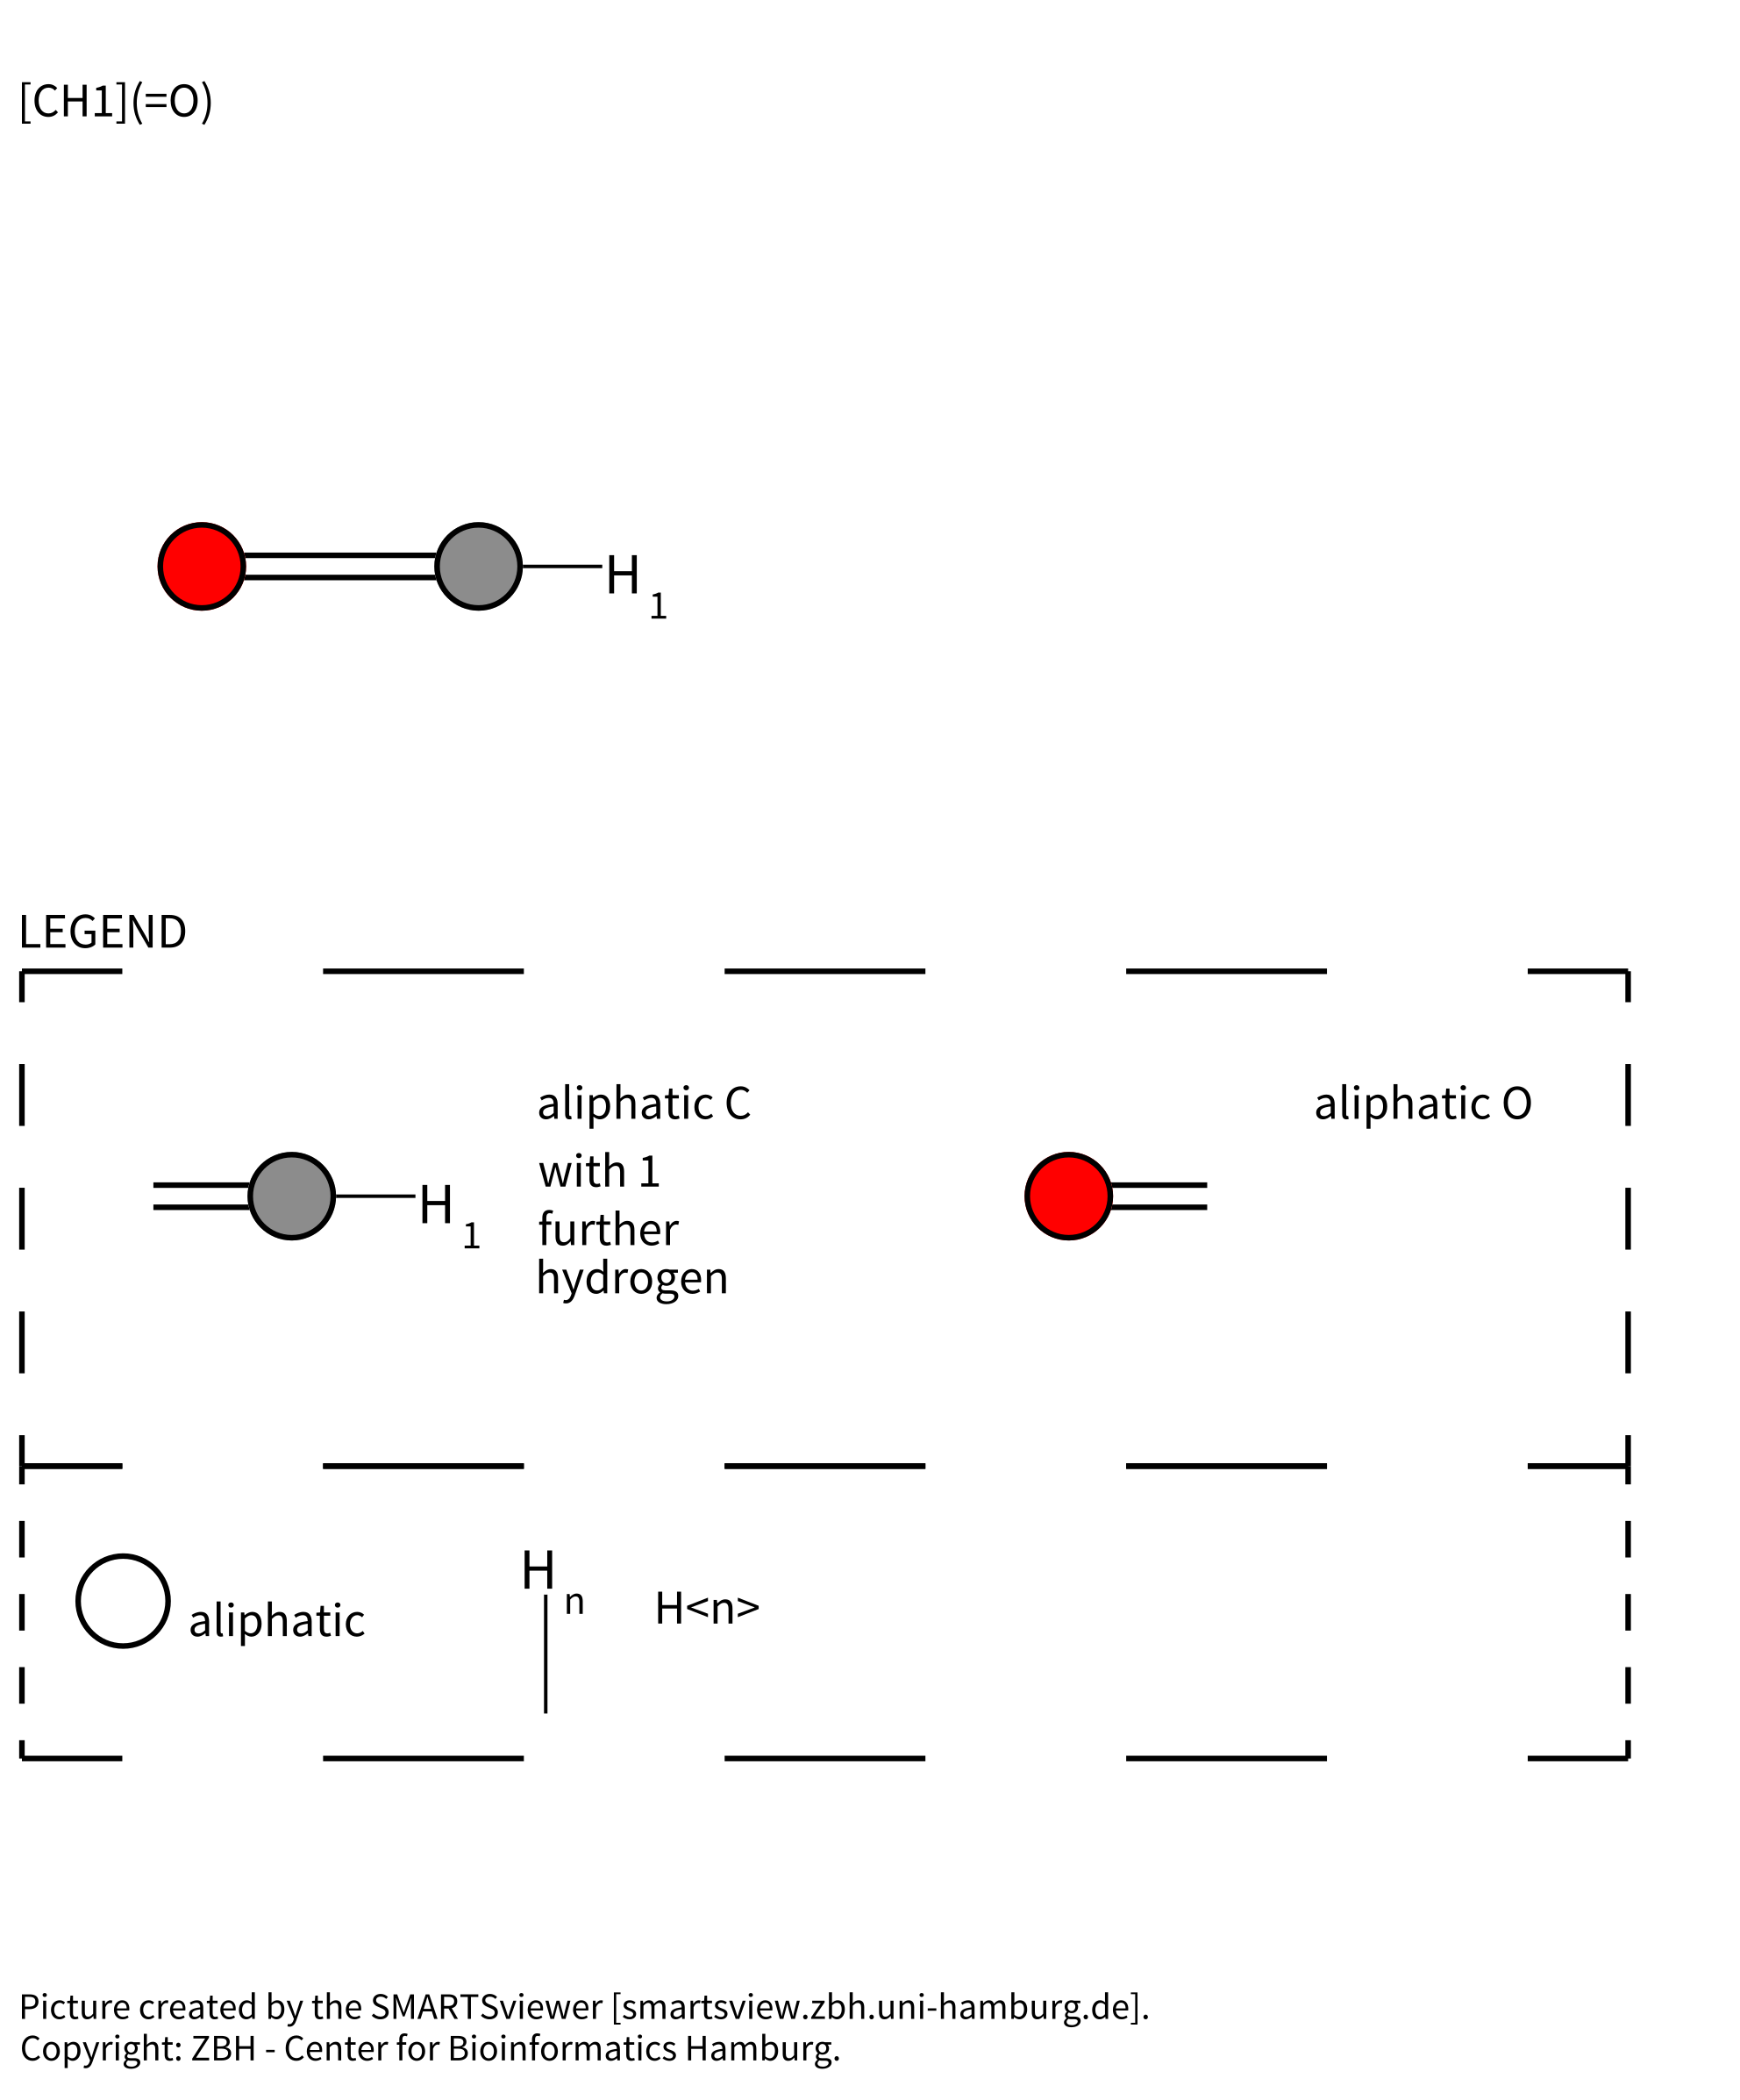 [CH1](=O)
H 1
LEGEND
aliphatic C
with 1
further
hydrogen
H 1
aliphatic O
aliphatic
H n
H<n>
Picture created by the SMARTSviewer [smartsview.zbh.uni-hamburg.de].
Copyright: ZBH - Center for Bioinformatics Hamburg.